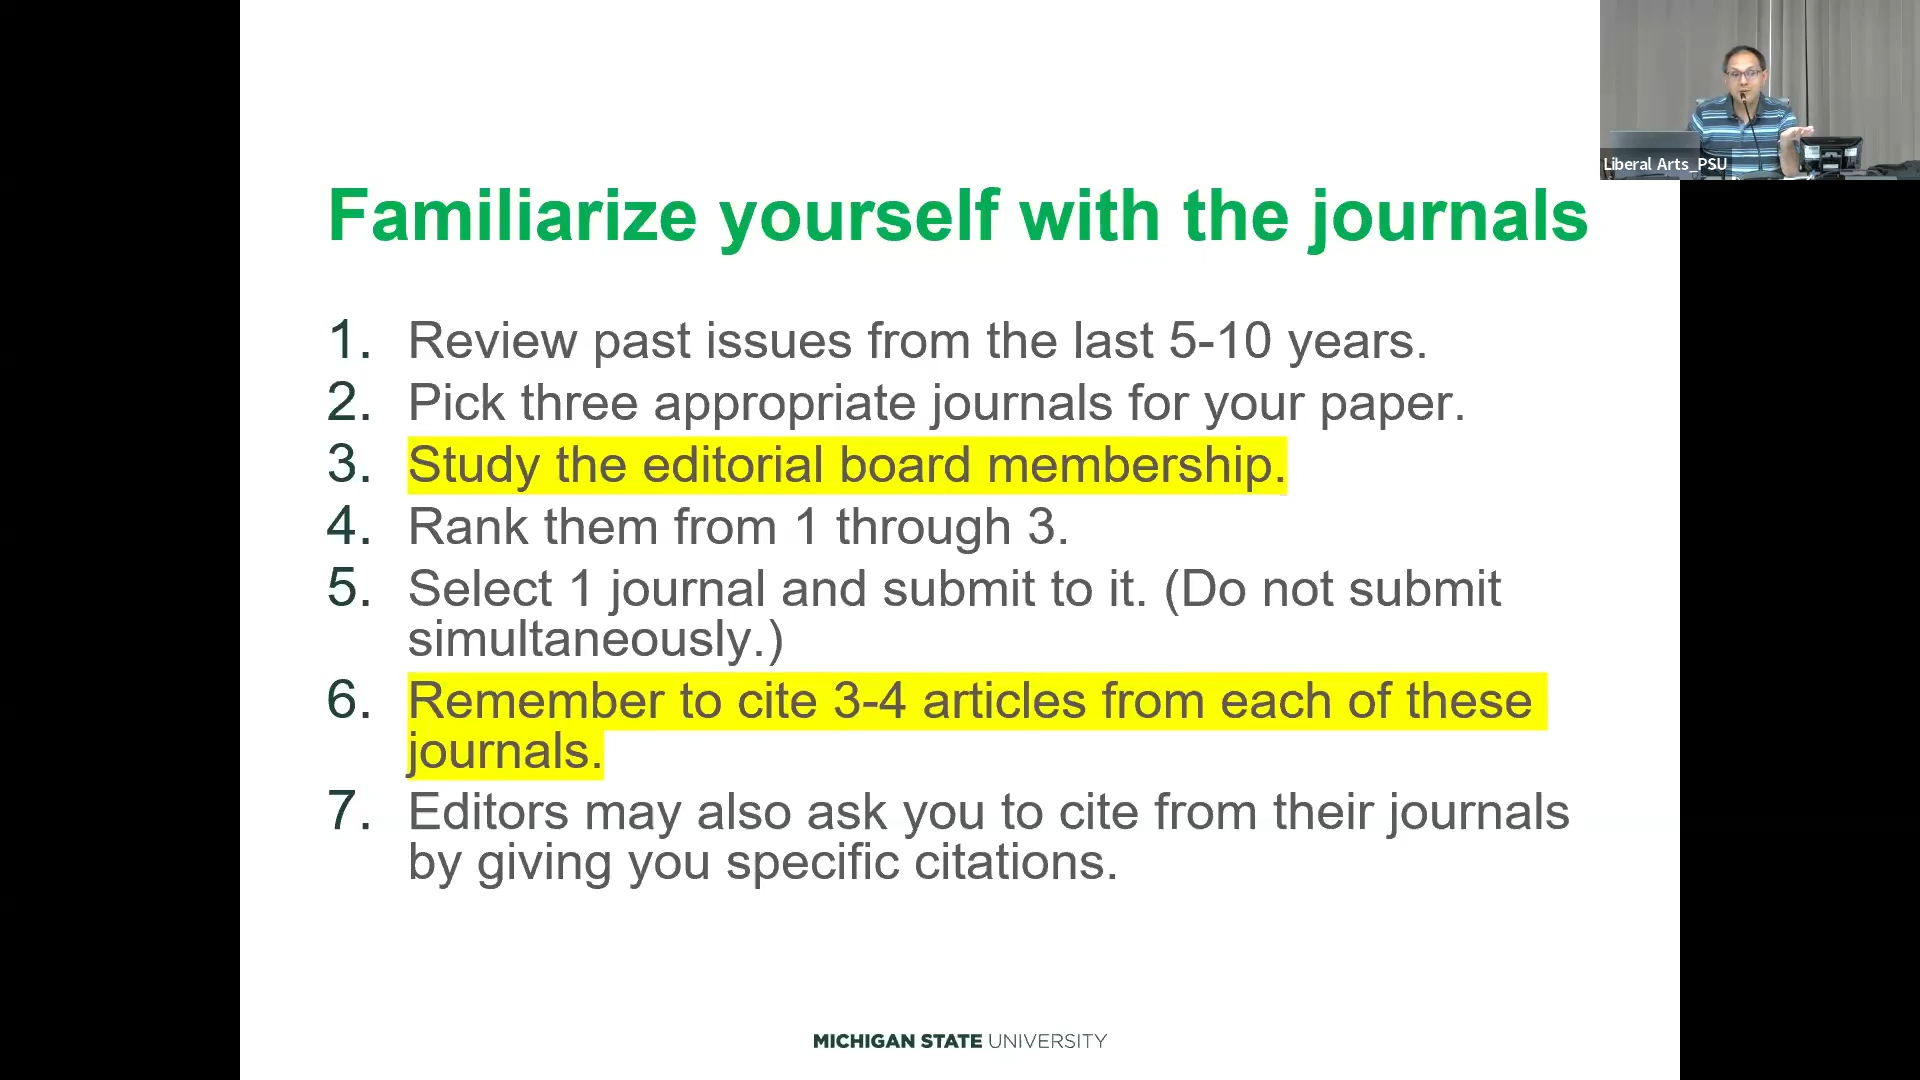 Liberal Arts_PSU
Familiarize yourself with the journals
1. Review past issues from the last 5-10 years.
2. Pick three appropriate journals for your paper.
3. Study the editorial board membership.
4. Rank them from 1 through 3.
5. Select 1 journal and submit to it. (Do not submit
simultaneously.)
6. Remember to cite 3-4 articles from each of these
journals.
7. Editors may also ask you to cite from their journals
by giving you specific citations.
MICHIGAN STATE UNIVERSITY